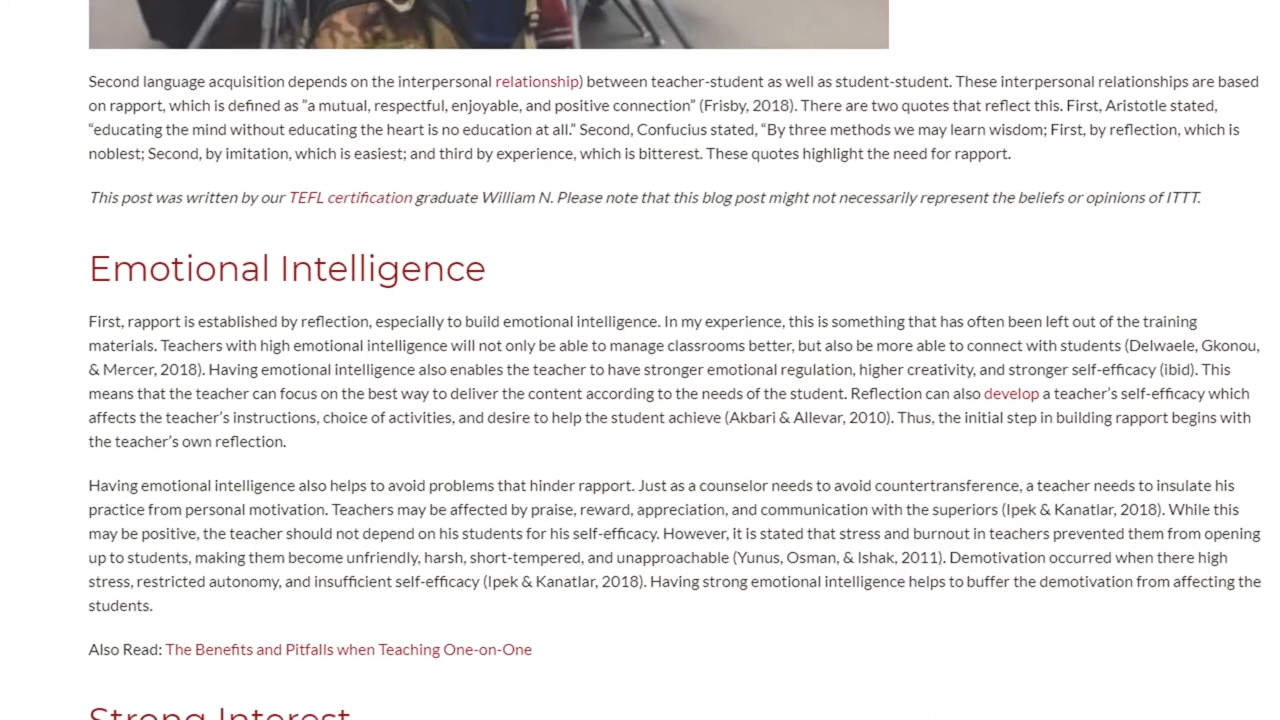 Second language acquisition depends on the interpersonal relationship) between teacher-student as well as student-student. These interpersonal relationships are based
on rapport, which is defined as ”a mutual, respectful, enjoyable, and positive connection” (Frisby, 2018). There are two quotes that reflect this. First, Aristotle stated,
“educating the mind without educating the heart is no education at all.” Second, Confucius stated, “By three methods we may learn wisdom; First, by reflection, which is
noblest; Second, by imitation, which is easiest; and third by experience, which is bitterest. These quotes highlight the need for rapport.
This post was written by our TEFL certification graduate William N. Please note that this blog post might not necessarily represent the beliefs or opinions of ITTT.
Emotional Intelligence
First, rapport is established by reflection, especially to build emotional intelligence. In my experience, this is something that has often been left out of the training
materials. Teachers with high emotional intelligence will not only be able to manage classrooms better, but also be more able to connect with students (Delwaele, Gkonou,
& Mercer, 2018). Having emotional intelligence also enables the teacher to have stronger emotional regulation, higher creativity, and stronger self-efficacy (ibid). This
means that the teacher can focus on the best way to deliver the content according to the needs of the student. Reflection can also develop a teacher’s self-efficacy which
affects the teacher’s instructions, choice of activities, and desire to help the student achieve (Akbari & Allevar, 2010). Thus, the initial step in building rapport begins with
the teacher’s own reflection.
Having emotional intelligence also helps to avoid problems that hinder rapport. Just as a counselor needs to avoid countertransference, a teacher needs to insulate his
practice from personal motivation. Teachers may be affected by praise, reward, appreciation, and communication with the superiors (Ipek & Kanatlar, 2018). While this
may be positive, the teacher should not depend on his students for his self-efficacy. However, it is stated that stress and burnout in teachers prevented them from opening
up to students, making them become unfriendly, harsh, short-tempered, and unapproachable (Yunus, Osman, & Ishak, 2011). Demotivation occurred when there high
stress, restricted autonomy, and insufficient self-efficacy (Ipek & Kanatlar, 2018). Having strong emotional intelligence helps to buffer the demotivation from affecting the
students.
Also Read: The Benefits and Pitfalls when Teaching One-on-One
Strong Interest